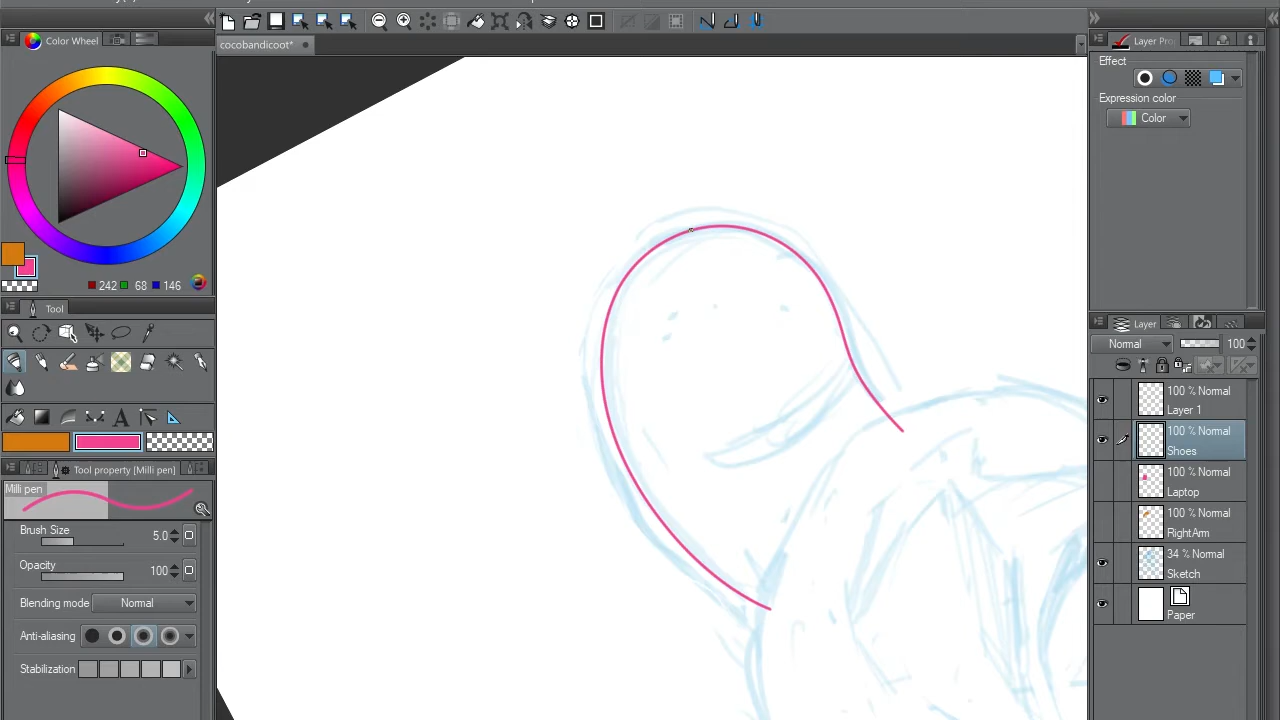 cocobandicoot*
Color Wheel
242 68 146
Tool
Tool property [Milli pen]
Milli pen
Brush Size 5.0
Opacity 100
Blending mode Normal
Anti-aliasing
Stabilization
Layer Pro
Effect
Expression color
Color
Layer
Normal 100
100 % Normal
Layer 1
100 % Normal
Shoes
100 % Normal
Laptop
100 % Normal
RightArm
34 % Normal
Sketch
Paper